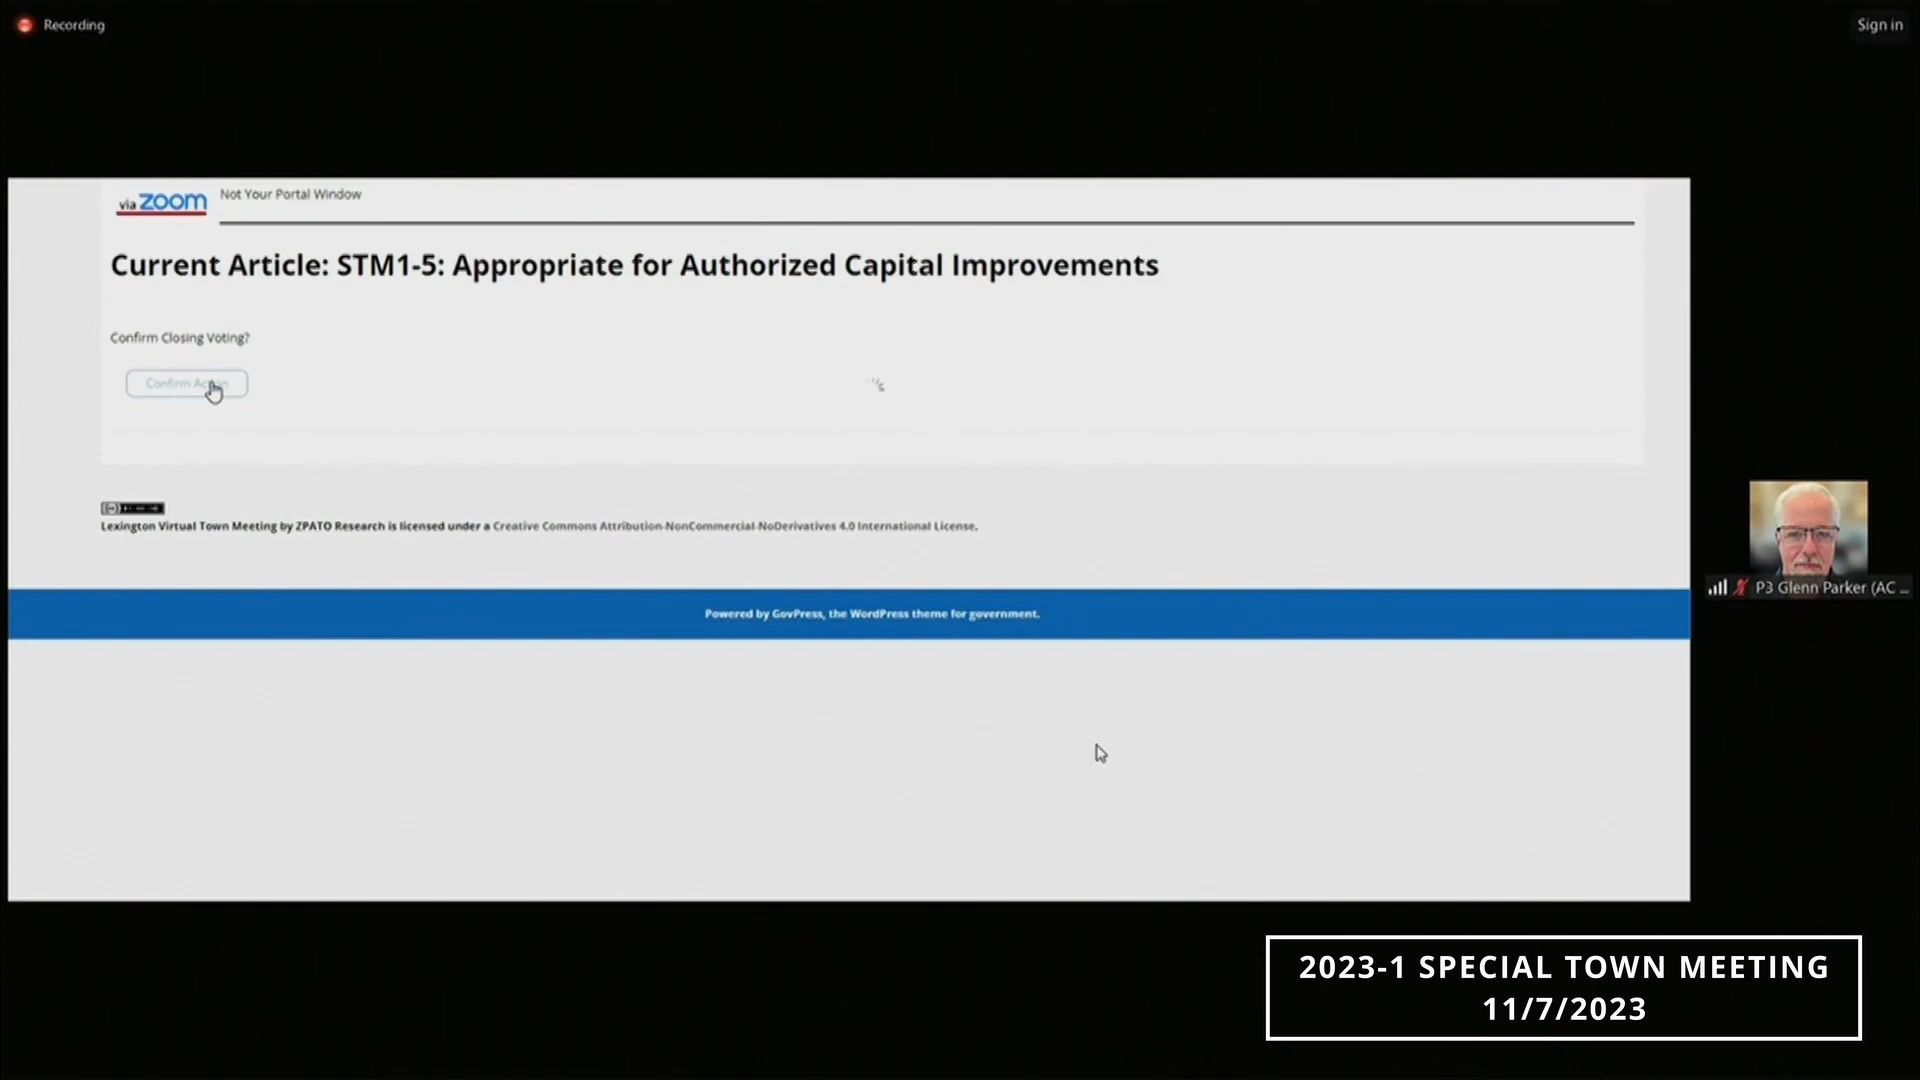 Recording
Sign in
via zoom
Not Your Portal Window
Current Article: STM1-5: Appropriate for Authorized Capital Improvements
Confirm Closing Voting?
Confirm
Lexington Virtual Town Meeting by ZPATO Research is licensed under a Creative Commons Attribution-NonCommercial-NoDerivatives 4.0 International License.
P3 Glenn Parker (AC ...
Powered by GovPress, the WordPress theme for government.
2023-1 SPECIAL TOWN MEETING
11/7/2023